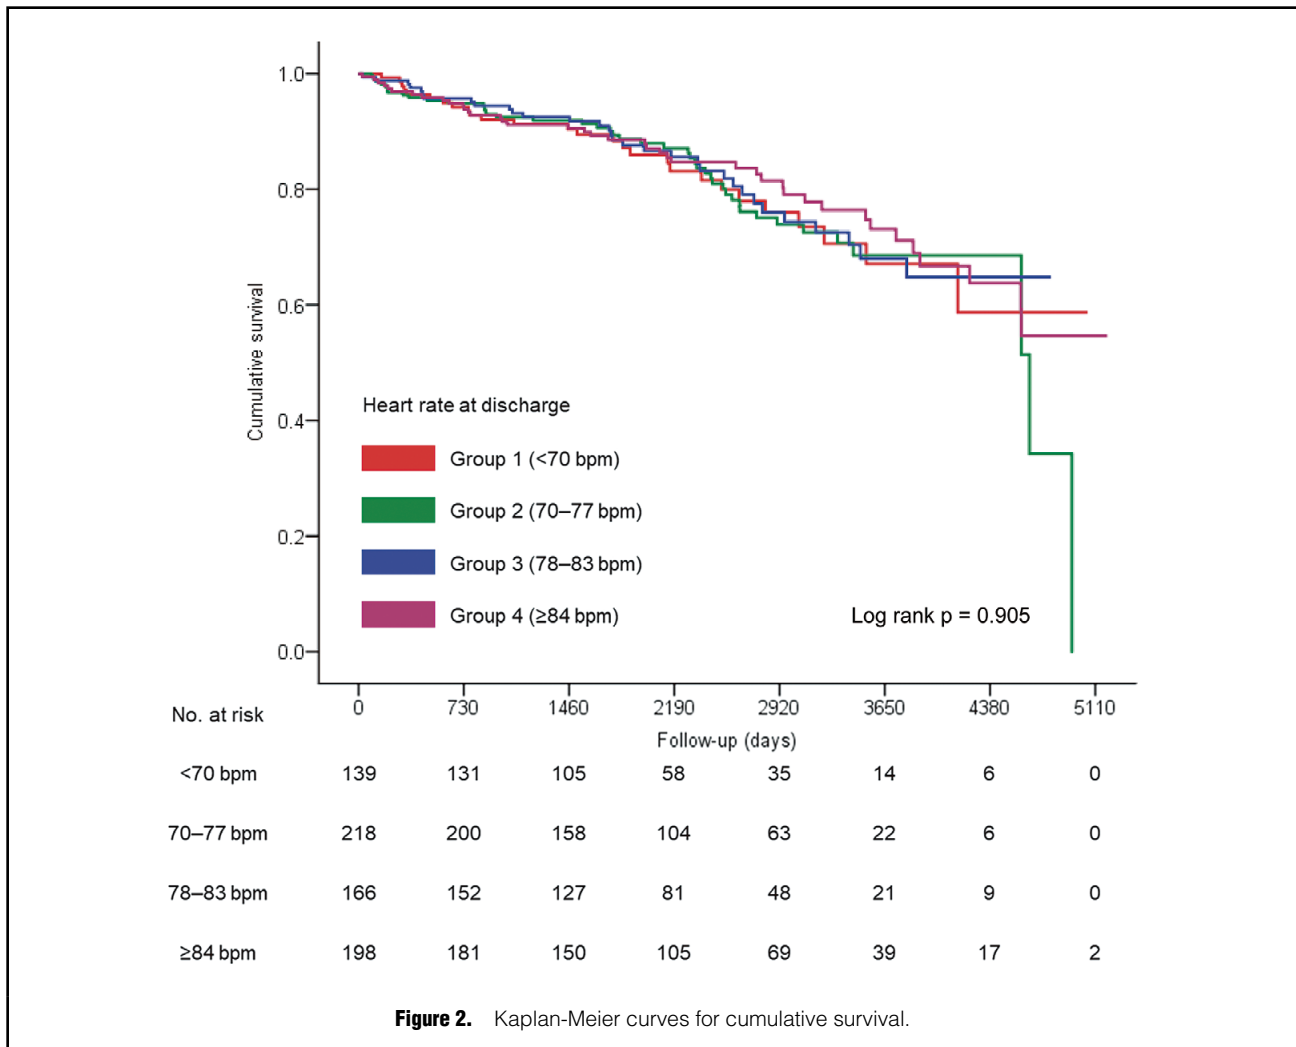 1.0
0.8
0.6
0.4
0.2
0.0
Cumulative survival
Heart rate at discharge
Group 1 (<70 bpm)
Group 2 (70–77 bpm)
Group 3 (78–83 bpm)
Group 4 (≥84 bpm)
Log rank p = 0.905
0 730 1460 2190 2920 3650 4380 5110
Follow-up (days)
No. at risk
<70 bpm 139 131 105 58 35 14 6 0
70–77 bpm 218 200 158 104 63 22 6 0
78–83 bpm 166 152 127 81 48 21 9 0
≥84 bpm 198 181 150 105 69 39 17 2
Figure 2. Kaplan-Meier curves for cumulative survival.